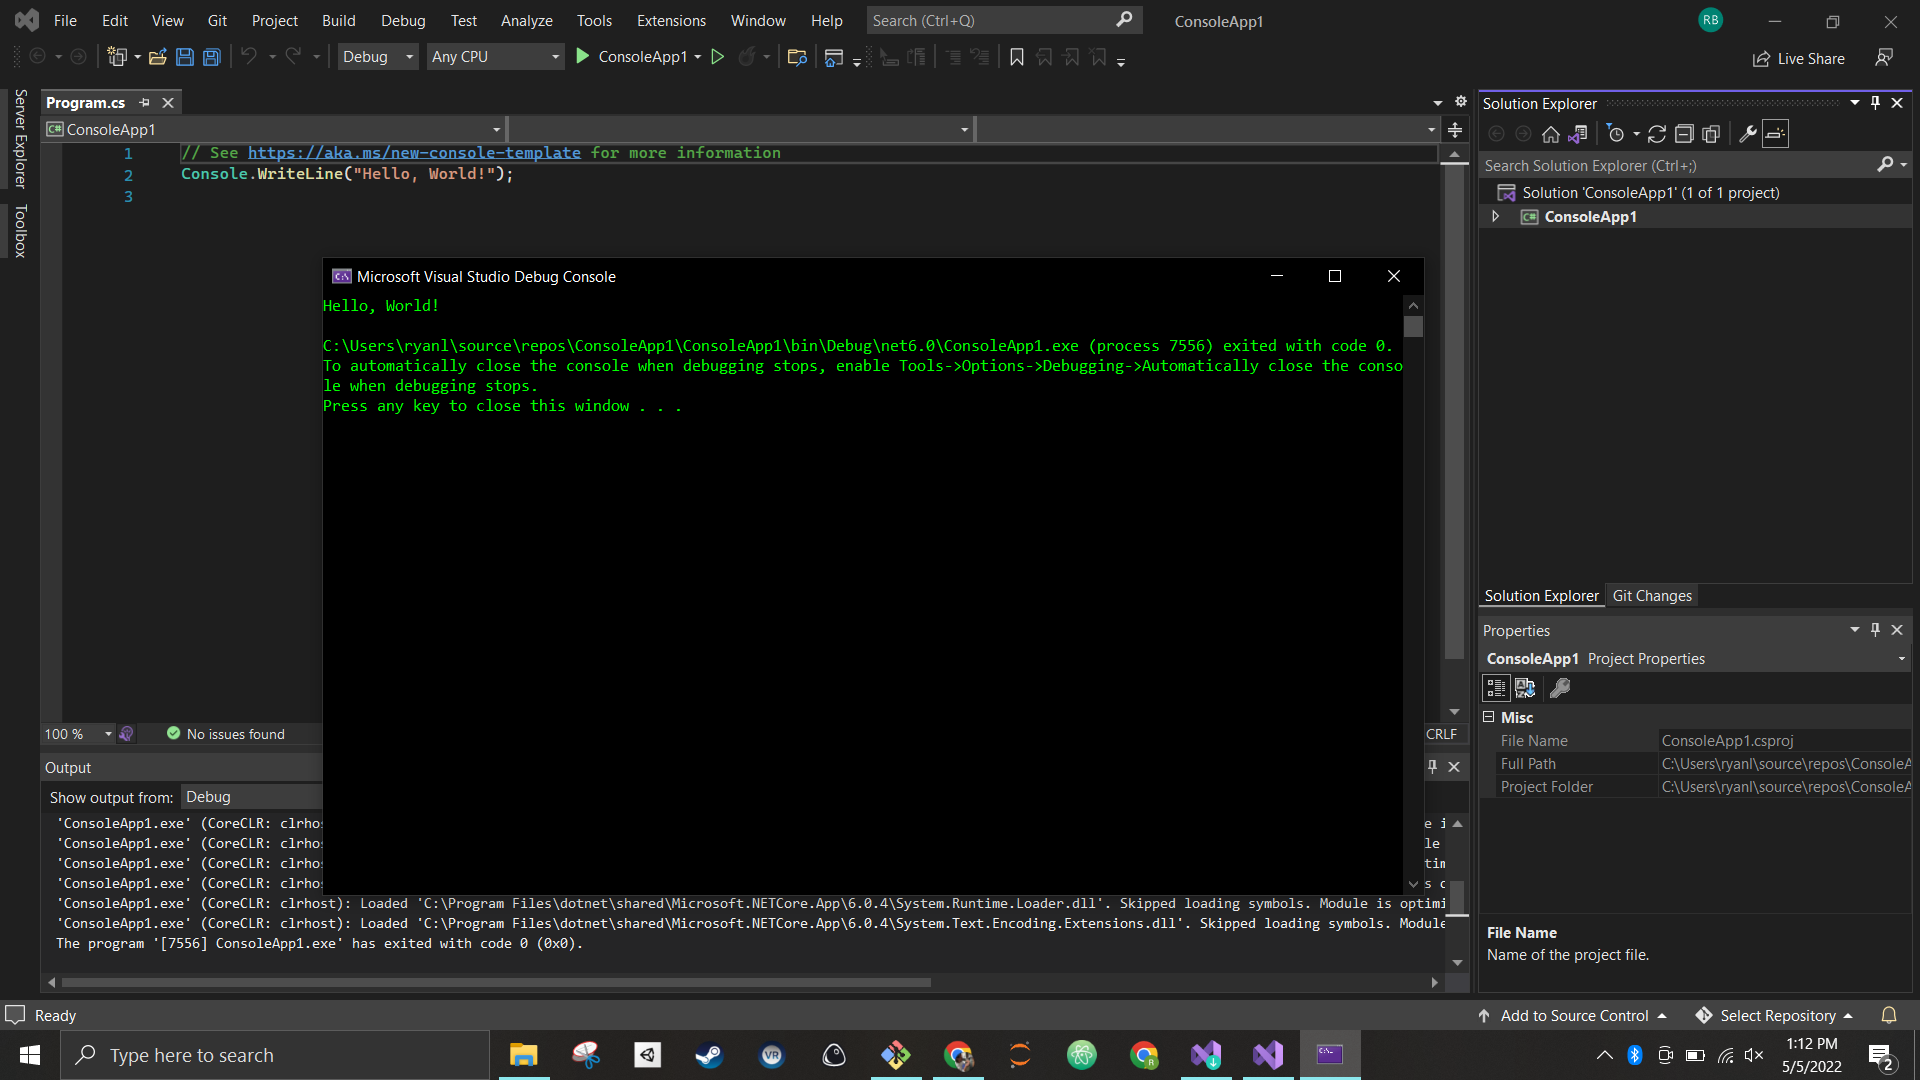 File Edit View Git Project Build Debug Test Analyze Tools Extensions Window Help Search (Ctrl+Q) ConsoleApp1 RB
Debug Any CPU ConsoleApp1 Live Share
Server Explorer
Toolbox
Program.cs
C# ConsoleApp1
1 // See https://aka.ms/new-console-template for more information
2 Console.WriteLine("Hello, World!");
3
Microsoft Visual Studio Debug Console
Hello, World!
C:\Users\ryanl\source\repos\ConsoleApp1\ConsoleApp1\bin\Debug\net6.0\ConsoleApp1.exe (process 7556) exited with code 0.
To automatically close the console when debugging stops, enable Tools->Options->Debugging->Automatically close the conso
le when debugging stops.
Press any key to close this window . . .
100 % No issues found CRLF
Output
Show output from: Debug
'ConsoleApp1.exe' (CoreCLR: clrho
'ConsoleApp1.exe' (CoreCLR: clrho
'ConsoleApp1.exe' (CoreCLR: clrho
'ConsoleApp1.exe' (CoreCLR: clrho
'ConsoleApp1.exe' (CoreCLR: clrhost): Loaded 'C:\Program Files\dotnet\shared\Microsoft.NETCore.App\6.0.4\System.Runtime.Loader.dll'. Skipped loading symbols. Module is optimi
'ConsoleApp1.exe' (CoreCLR: clrhost): Loaded 'C:\Program Files\dotnet\shared\Microsoft.NETCore.App\6.0.4\System.Text.Encoding.Extensions.dll'. Skipped loading symbols. Module
The program '[7556] ConsoleApp1.exe' has exited with code 0 (0x0).
Solution Explorer
Search Solution Explorer (Ctrl+;)
Solution 'ConsoleApp1' (1 of 1 project)
C# ConsoleApp1
Solution Explorer Git Changes
Properties
ConsoleApp1 Project Properties
Misc
File Name ConsoleApp1.csproj
Full Path C:\Users\ryanl\source\repos\ConsoleA
Project Folder C:\Users\ryanl\source\repos\ConsoleA
File Name
Name of the project file.
Ready Add to Source Control Select Repository
Type here to search VR 1:12 PM
5/5/2022 2